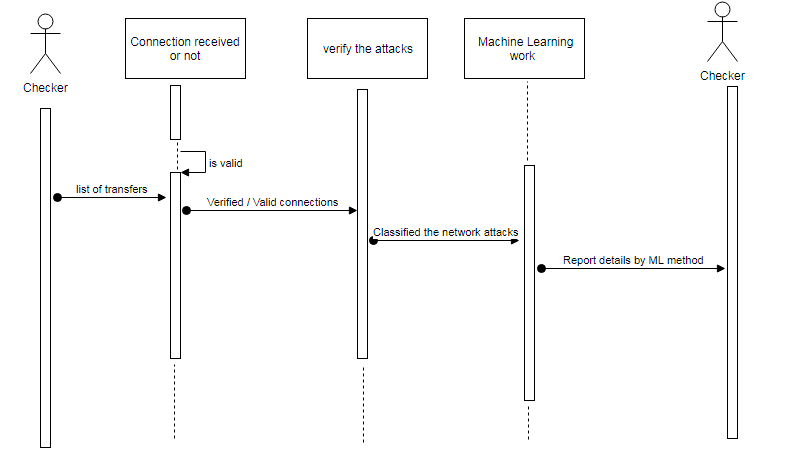 Connection received
or not
verify the attacks
Machine Learning
work
Checker
Checker
is valid
list of transfers
Verified / Valid connections
Classified the network attacks
Report details by ML method